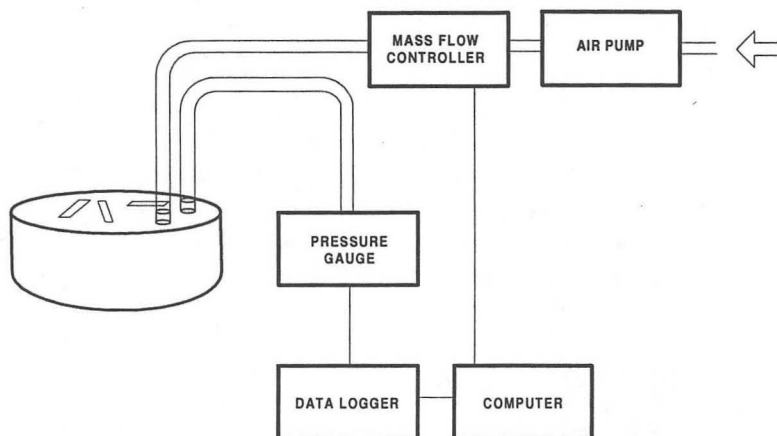 MASS FLOW
CONTROLLER
AIR PUMP
PRESSURE
GAUGE
DATA LOGGER
COMPUTER